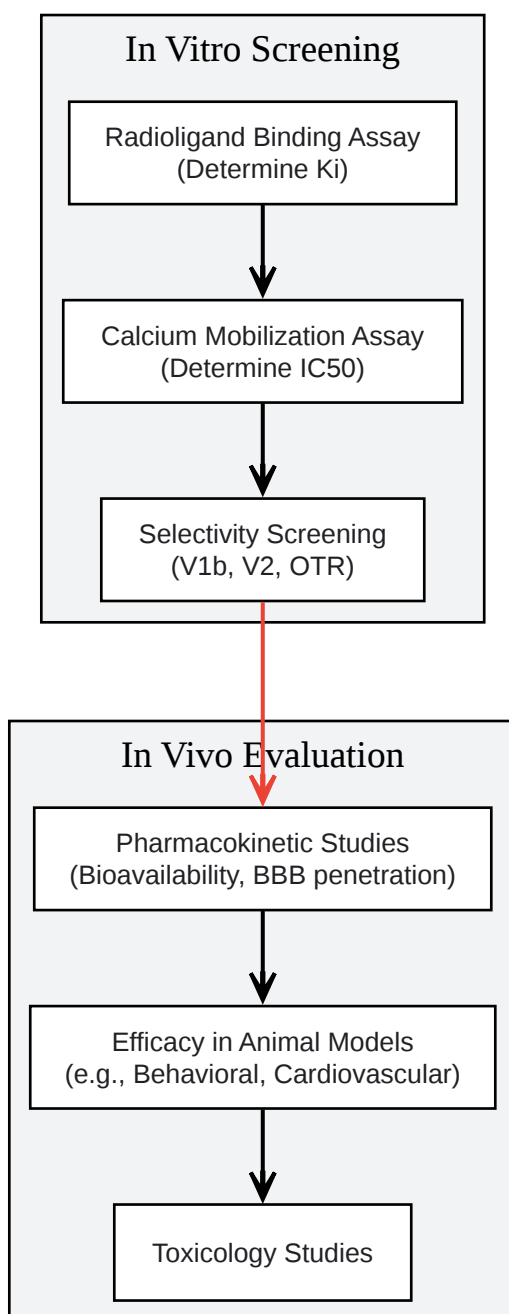 In Vitro Screening
Radioligand Binding Assay
(Determine Ki)
Calcium Mobilization Assay
(Determine IC50)
Selectivity Screening
(V1b, V2, OTR)
In Vivo Evaluation
Pharmacokinetic Studies
(Bioavailability, BBB penetration)
Efficacy in Animal Models
(e.g., Behavioral, Cardiovascular)
Toxicology Studies